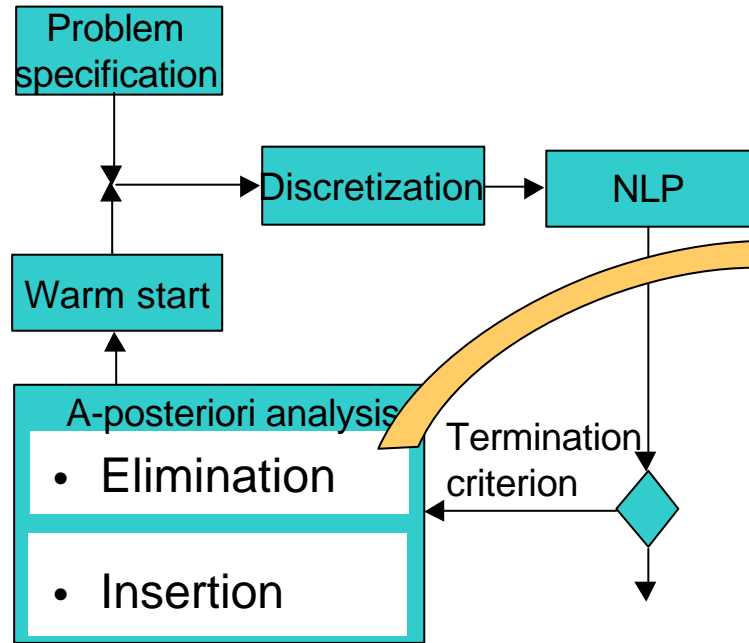 Problem
specification
Discretization
NLP
Warm start
A-posteriori analysis
• Elimination
• Insertion
Termination
criterion